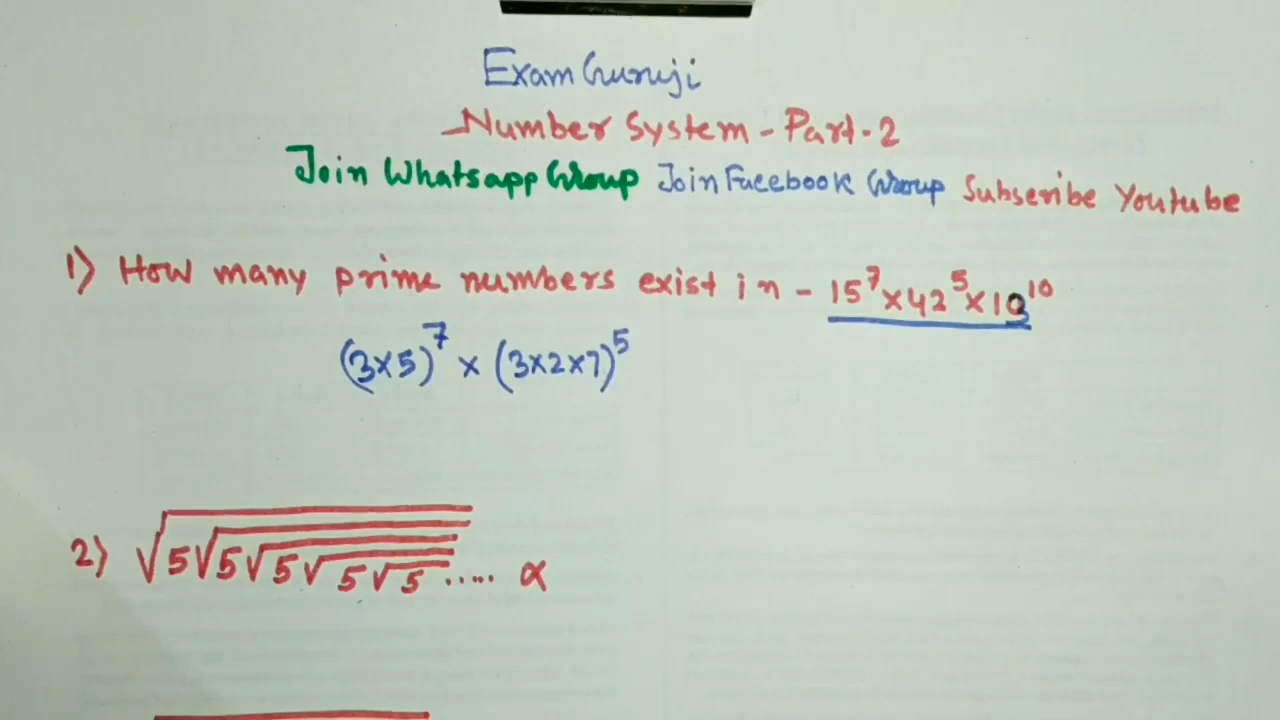 Exam Guruji
Number System - Part-2
Join Whatsapp Group Join Facebook Group Subscribe Youtube
1) How many prime numbers exist in - 15⁷×42⁵×10¹⁰
(3×5)⁷ × (3×2×7)⁵
2) √5√5√5√5√5..... α